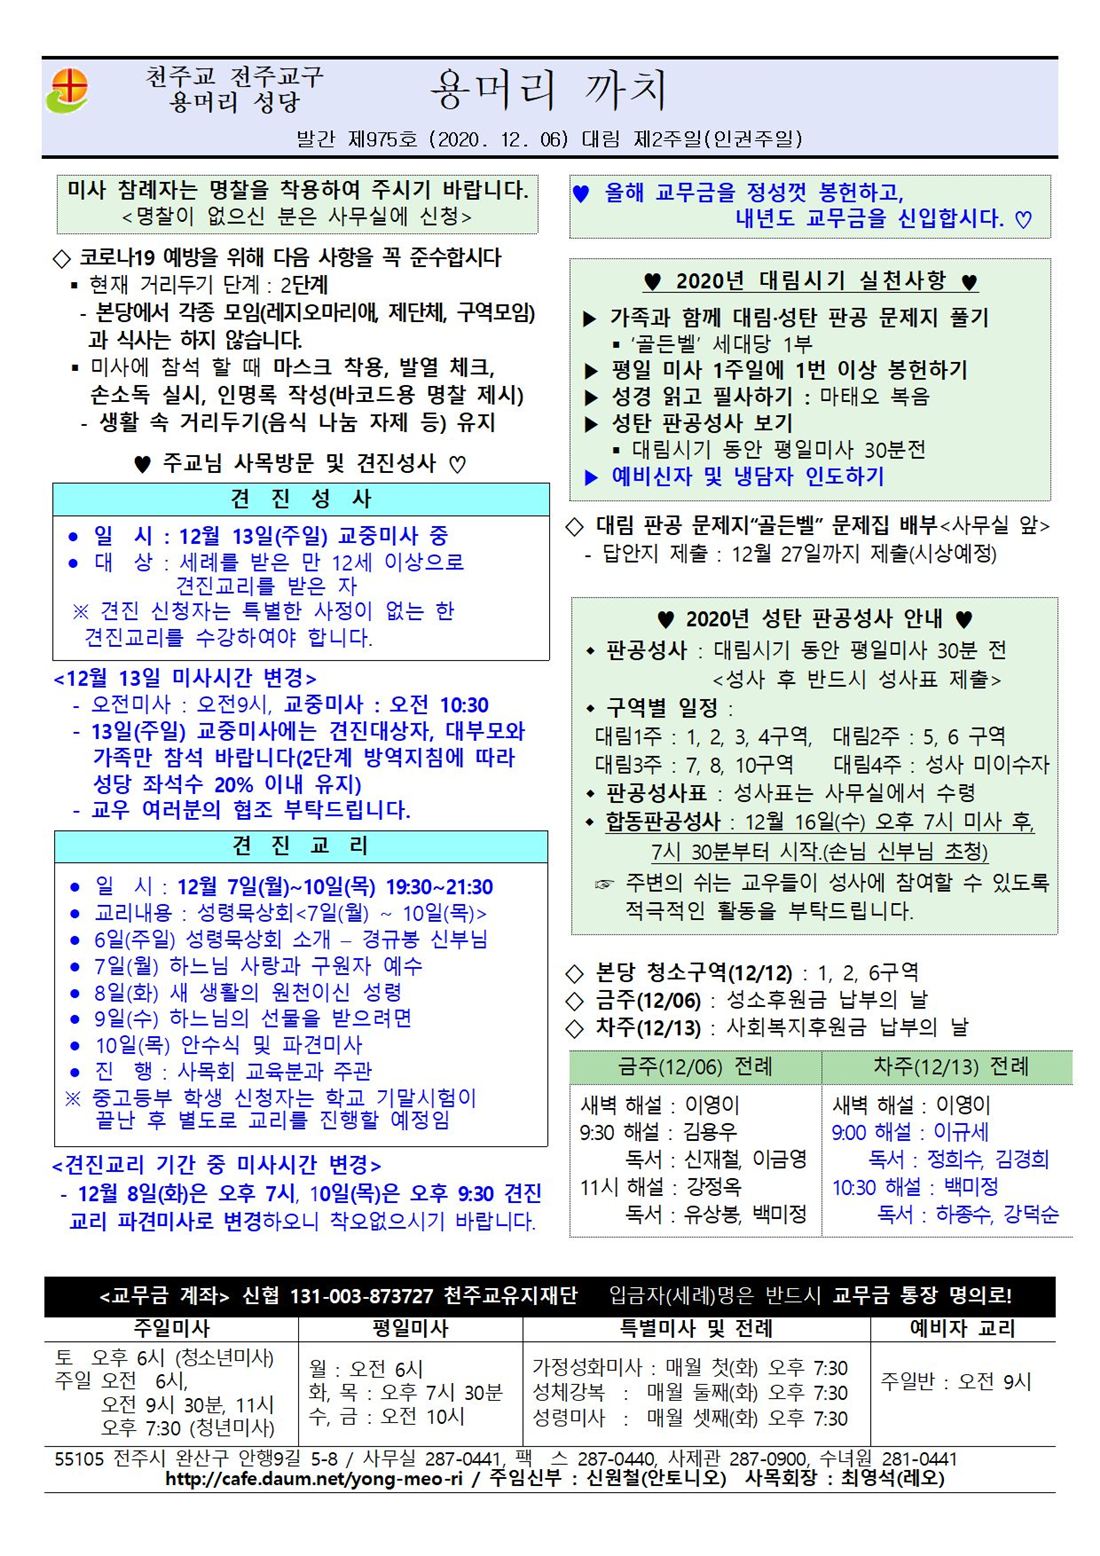 천주교 전주교구
용머리 성당
용머리 까치
발간 제975호 (2020. 12. 06) 대림 제2주일(인권주일)
미사 참례자는 명찰을 착용하여 주시기 바랍니다.
<명찰이 없으신 분은 사무실에 신청>
◇ 코로나19 예방을 위해 다음 사항을 꼭 준수합시다
▪ 현재 거리두기 단계 : 2단계
- 본당에서 각종 모임(레지오마리애, 제단체, 구역모임)
과 식사는 하지 않습니다.
▪ 미사에 참석 할 때 마스크 착용, 발열 체크,
손소독 실시, 인명록 작성(바코드용 명찰 제시)
- 생활 속 거리두기(음식 나눔 자제 등) 유지
♥ 주교님 사목방문 및 견진성사 ♡
견 진 성 사
● 일 시 : 12월 13일(주일) 교중미사 중
● 대 상 : 세례를 받은 만 12세 이상으로
견진교리를 받은 자
※ 견진 신청자는 특별한 사정이 없는 한
견진교리를 수강하여야 합니다.
<12월 13일 미사시간 변경>
- 오전미사 : 오전9시, 교중미사 : 오전 10:30
- 13일(주일) 교중미사에는 견진대상자, 대부모와
가족만 참석 바랍니다(2단계 방역지침에 따라
성당 좌석수 20% 이내 유지)
- 교우 여러분의 협조 부탁드립니다.
견 진 교 리
● 일 시 : 12월 7일(월)~10일(목) 19:30~21:30
● 교리내용 : 성령묵상회<7일(월) ~ 10일(목)>
● 6일(주일) 성령묵상회 소개 – 경규봉 신부님
● 7일(월) 하느님 사랑과 구원자 예수
● 8일(화) 새 생활의 원천이신 성령
● 9일(수) 하느님의 선물을 받으려면
● 10일(목) 안수식 및 파견미사
● 진 행 : 사목회 교육분과 주관
※ 중고등부 학생 신청자는 학교 기말시험이
끝난 후 별도로 교리를 진행할 예정임
<견진교리 기간 중 미사시간 변경>
- 12월 8일(화)은 오후 7시, 10일(목)은 오후 9:30 견진
교리 파견미사로 변경하오니 착오없으시기 바랍니다.
♥ 올해 교무금을 정성껏 봉헌하고,
내년도 교무금을 신입합시다. ♡
♥ 2020년 대림시기 실천사항 ♥
▶ 가족과 함께 대림·성탄 판공 문제지 풀기
▪ ‘골든벨’ 세대당 1부
▶ 평일 미사 1주일에 1번 이상 봉헌하기
▶ 성경 읽고 필사하기 : 마태오 복음
▶ 성탄 판공성사 보기
▪ 대림시기 동안 평일미사 30분전
▶ 예비신자 및 냉담자 인도하기
◇ 대림 판공 문제지“골든벨” 문제집 배부<사무실 앞>
- 답안지 제출 : 12월 27일까지 제출(시상예정)
♥ 2020년 성탄 판공성사 안내 ♥
◆ 판공성사 : 대림시기 동안 평일미사 30분 전
<성사 후 반드시 성사표 제출>
◆ 구역별 일정 :
대림1주 : 1, 2, 3, 4구역, 대림2주 : 5, 6 구역
대림3주 : 7, 8, 10구역 대림4주 : 성사 미이수자
◆ 판공성사표 : 성사표는 사무실에서 수령
◆ 합동판공성사 : 12월 16일(수) 오후 7시 미사 후,
7시 30분부터 시작.(손님 신부님 초청)
☞ 주변의 쉬는 교우들이 성사에 참여할 수 있도록
적극적인 활동을 부탁드립니다.
◇ 본당 청소구역(12/12) : 1, 2, 6구역
◇ 금주(12/06) : 성소후원금 납부의 날
◇ 차주(12/13) : 사회복지후원금 납부의 날
금주(12/06) 전례 차주(12/13) 전례
새벽 해설 : 이영이 새벽 해설 : 이영이
9:30 해설 : 김용우 9:00 해설 : 이규세
독서 : 신재철, 이금영 독서 : 정희수, 김경희
11시 해설 : 강정옥 10:30 해설 : 백미정
독서 : 유상봉, 백미정 독서 : 하종수, 강덕순
<교무금 계좌> 신협 131-003-873727 천주교유지재단 입금자(세례)명은 반드시 교무금 통장 명의로!
주일미사 평일미사 특별미사 및 전례 예비자 교리
토 오후 6시 (청소년미사)
주일 오전 6시,
오전 9시 30분, 11시
오후 7:30 (청년미사)
월 : 오전 6시
화, 목 : 오후 7시 30분
수, 금 : 오전 10시
가정성화미사 : 매월 첫(화) 오후 7:30
성체강복 : 매월 둘째(화) 오후 7:30
성령미사 : 매월 셋째(화) 오후 7:30
주일반 : 오전 9시
55105 전주시 완산구 안행9길 5-8 / 사무실 287-0441, 팩 스 287-0440, 사제관 287-0900, 수녀원 281-0441
http://cafe.daum.net/yong-meo-ri / 주임신부 : 신원철(안토니오) 사목회장 : 최영석(레오)